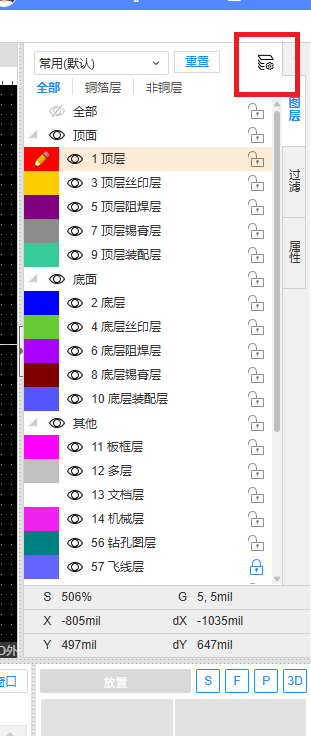 常用(默认) 重置
全部 铜箔层 非铜层
全部
顶面
1 顶层
3 顶层丝印层
5 顶层阻焊层
7 顶层锡膏层
9 顶层装配层
底面
2 底层
4 底层丝印层
6 底层阻焊层
8 底层锡膏层
10 底层装配层
其他
11 板框层
12 多层
13 文档层
14 机械层
56 钻孔图层
57 飞线层
图层
过滤
属性
S 506% G 5, 5mil
X -805mil dX -1035mil
Y 497mil dY 647mil
窗口 放置 S F P 3D